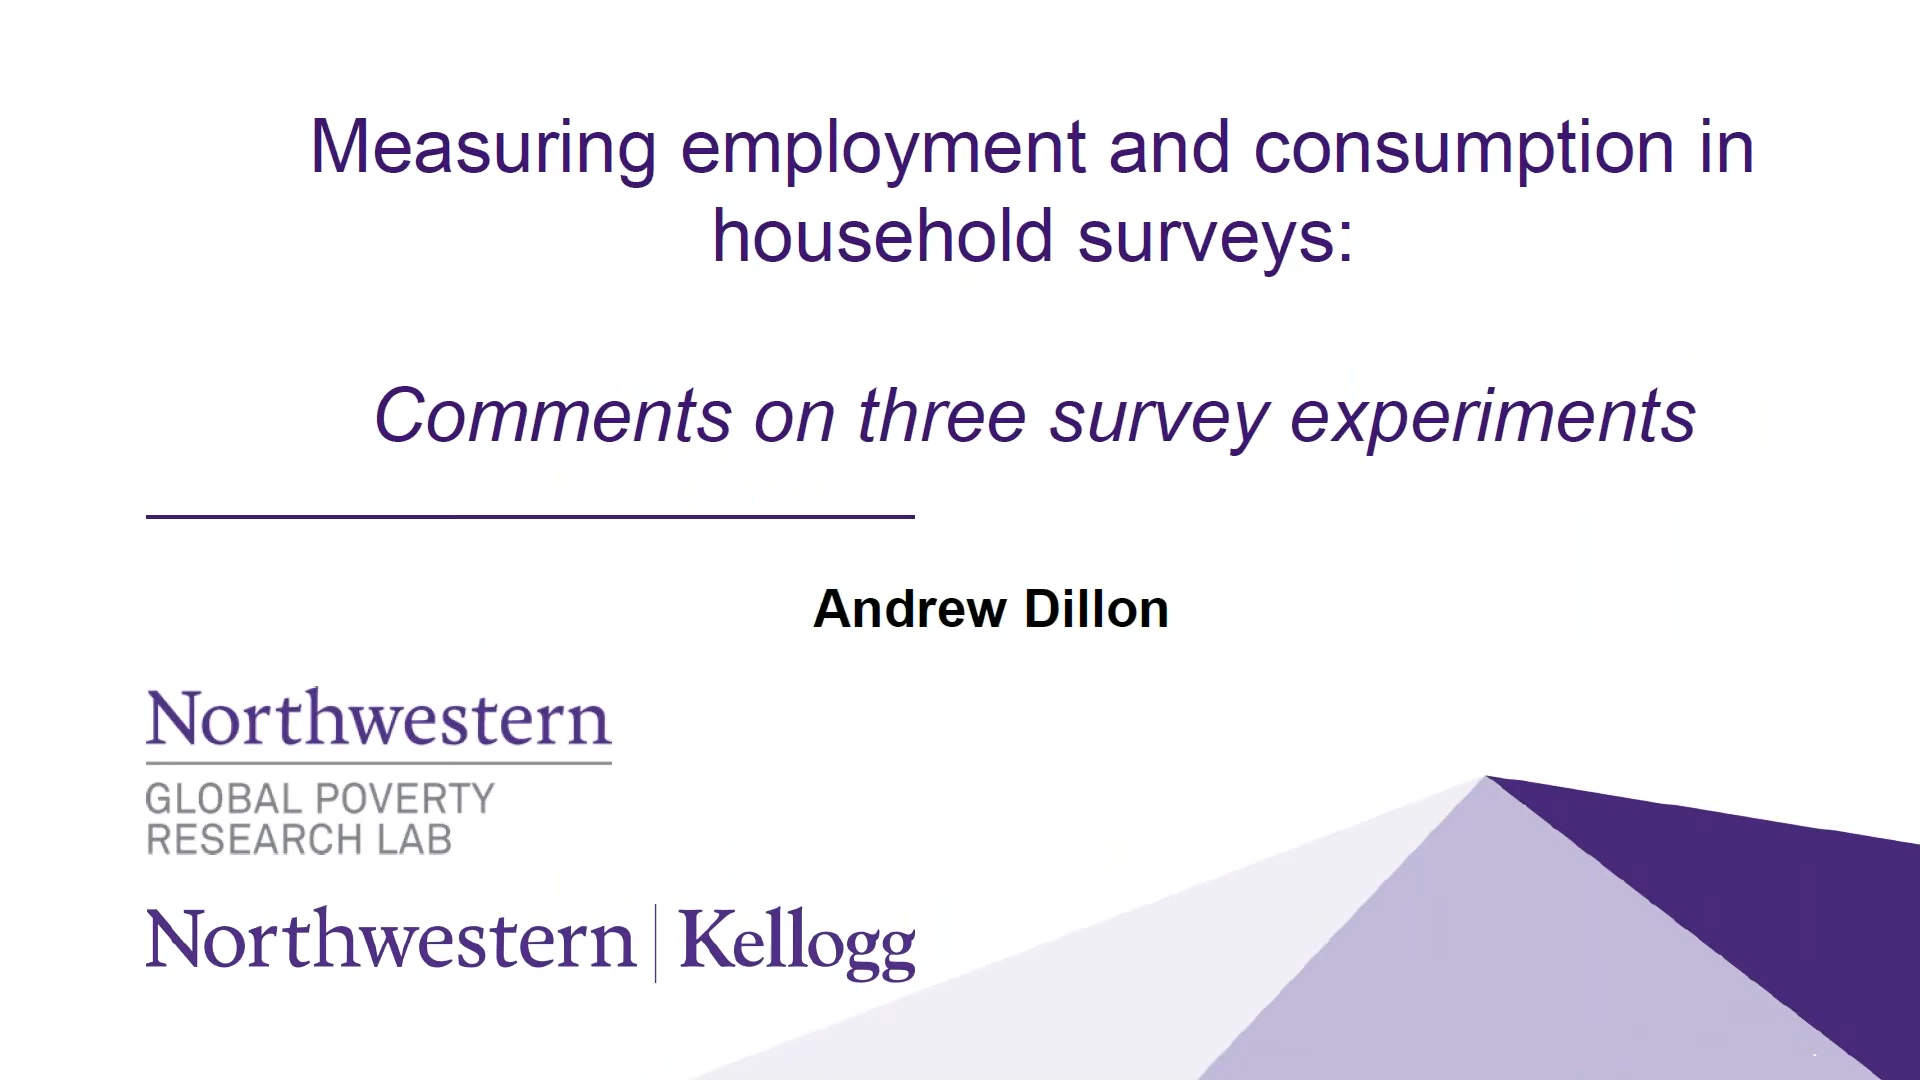 Measuring employment and consumption in
household surveys:
Comments on three survey experiments
Andrew Dillon
Northwestern
GLOBAL POVERTY
RESEARCH LAB
Northwestern | Kellogg